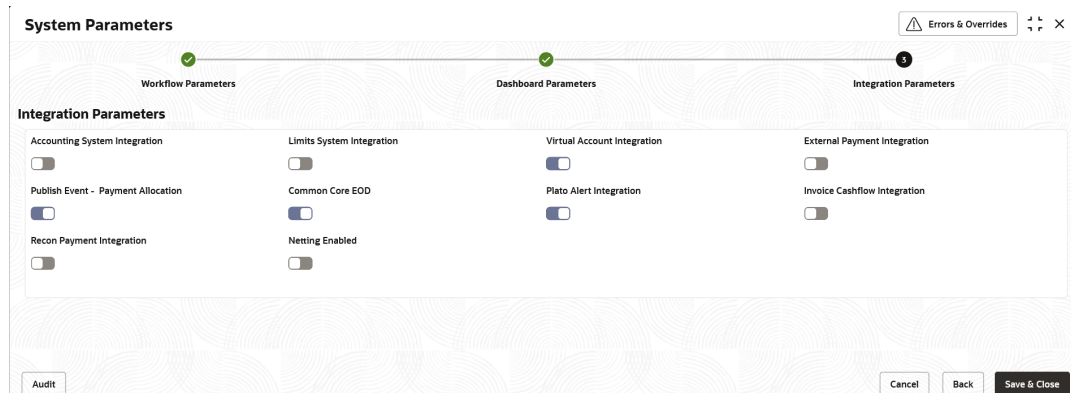 System Parameters
Errors & Overrides
3
Workflow Parameters Dashboard Parameters Integration Parameters
Integration Parameters
Accounting System Integration Limits System Integration Virtual Account Integration External Payment Integration
Publish Event - Payment Allocation Common Core EOD Plato Alert Integration Invoice Cashflow Integration
Recon Payment Integration Netting Enabled
Audit Cancel Back Save & Close